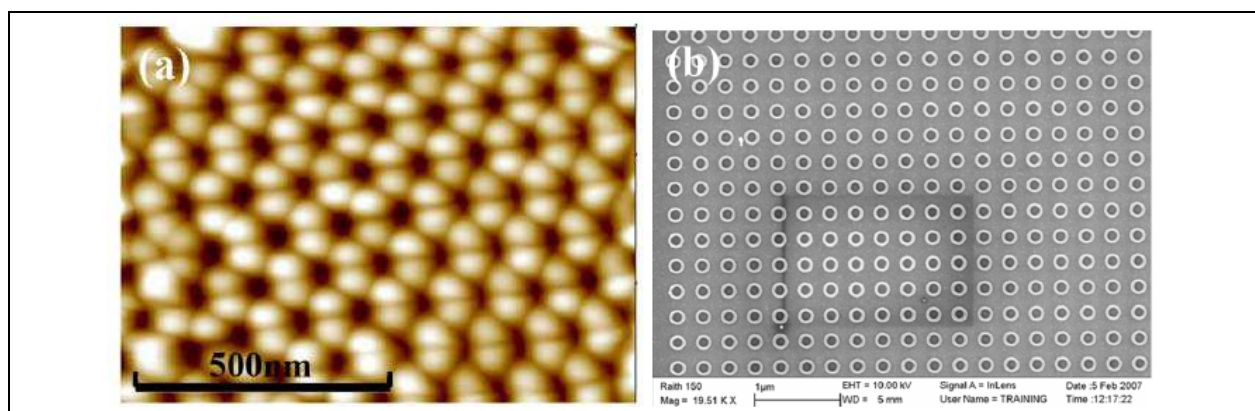 (a)
500nm
(b)
Raith 150 1µm EHT = 10.00 kV Signal A = InLens Date :5 Feb 2007
Mag = 19.51 K X WD = 5 mm User Name = TRAINING Time :12:17:22